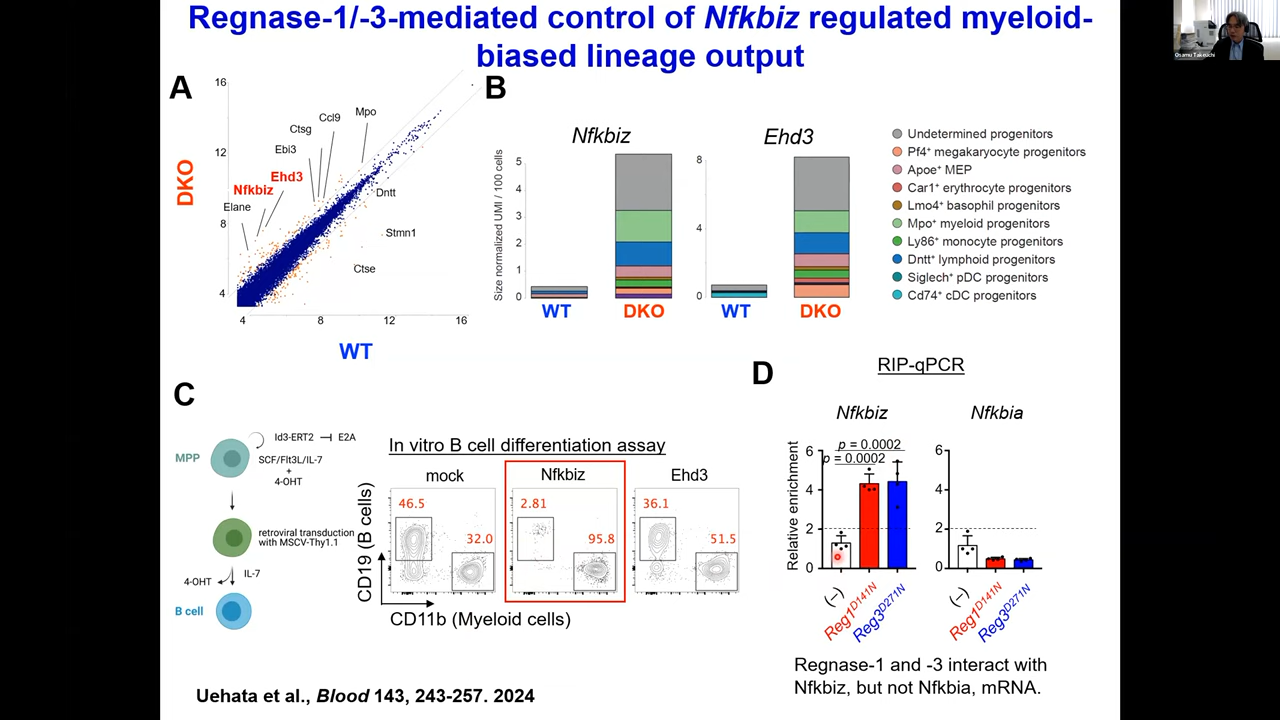 Regnase-1/-3-mediated control of Nfkbiz regulated myeloid-
biased lineage output
Osamu Takeuchi
A
16
12
8
4
4
8
12
16
DKO
WT
Mpo
Ccl9
Ctsg
Ebi3
Ehd3
Nfkbiz
Elane
Dntt
Stmn1
Ctse
B
Nfkbiz
Size normalized UMI / 100 cells
5
4
3
2
1
0
WT
DKO
Ehd3
8
4
0
WT
DKO
Undetermined progenitors
Pf4+ megakaryocyte progenitors
Apoe+ MEP
Car1+ erythrocyte progenitors
Lmo4+ basophil progenitors
Mpo+ myeloid progenitors
Ly86+ monocyte progenitors
Dntt+ lymphoid progenitors
Siglech+ pDC progenitors
Cd74+ cDC progenitors
C
MPP
Id3-ERT2 ⊣ E2A
SCF/Flt3L/IL-7
+
4-OHT
retroviral transduction
with MSCV-Thy1.1
4-OHT
IL-7
B cell
In vitro B cell differentiation assay
mock
Nfkbiz
Ehd3
46.5
32.0
2.81
95.8
36.1
51.5
CD19 (B cells)
CD11b (Myeloid cells)
D
RIP-qPCR
Nfkbiz
Relative enrichment
6
4
2
0
p = 0.0002
p = 0.0002
(–)
Reg1D141N
Reg3D271N
Nfkbia
6
4
2
0
(–)
Reg1D141N
Reg3D271N
Regnase-1 and -3 interact with
Nfkbiz, but not Nfkbia, mRNA.
Uehata et al., Blood 143, 243-257. 2024